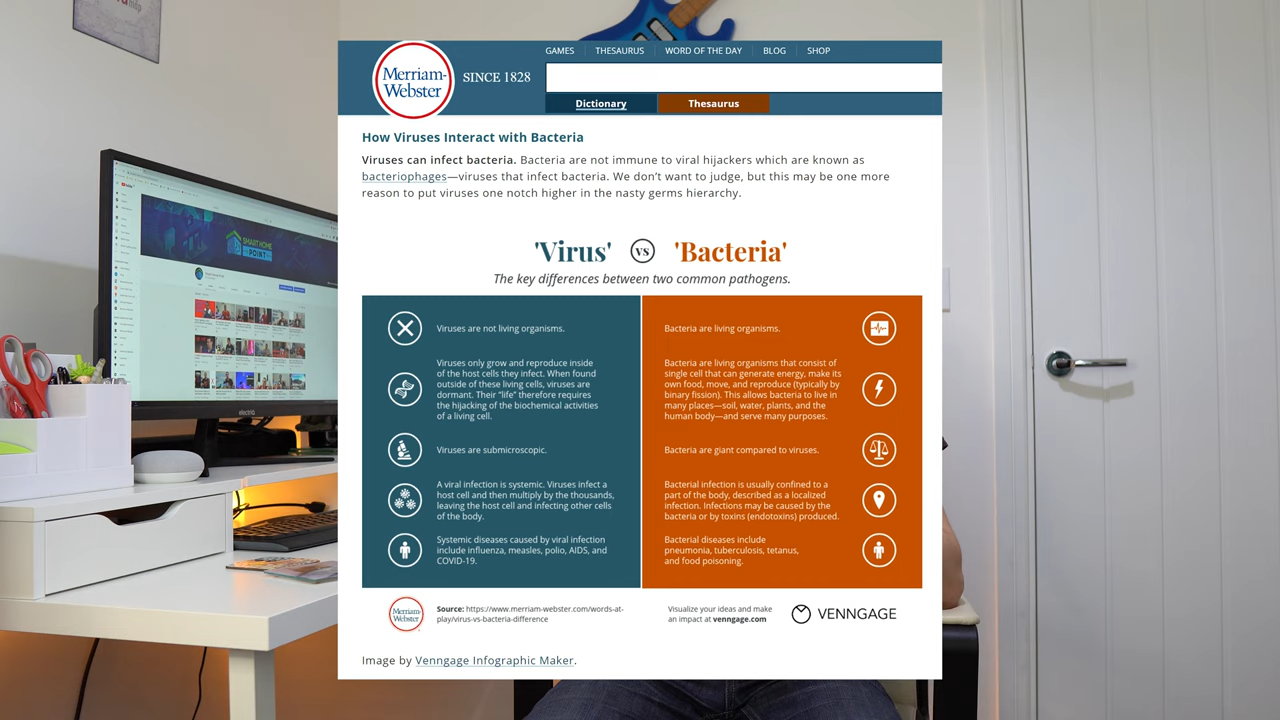 GAMES
THESAURUS
WORD OF THE DAY
BLOG
SHOP
Merriam-
Webster
SINCE 1828
Dictionary
Thesaurus
How Viruses Interact with Bacteria
Viruses can infect bacteria. Bacteria are not immune to viral hijackers which are known as
bacteriophages—viruses that infect bacteria. We don't want to judge, but this may be one more
reason to put viruses one notch higher in the nasty germs hierarchy.
'Virus' vs 'Bacteria'
The key differences between two common pathogens.
Viruses are not living organisms.
Viruses only grow and reproduce inside
of the host cells they infect. When found
outside of these living cells, viruses are
dormant. Their "life" therefore requires
the hijacking of the biochemical activities
of a living cell.
Viruses are submicroscopic.
A viral infection is systemic. Viruses infect a
host cell and then multiply by the thousands,
leaving the host cell and infecting other cells
of the body.
Systemic diseases caused by viral infection
include influenza, measles, polio, AIDS, and
COVID-19.
Bacteria are living organisms.
Bacteria are living organisms that consist of
single cell that can generate energy, make its
own food, move, and reproduce (typically by
binary fission). This allows bacteria to live in
many places—soil, water, plants, and the
human body—and serve many purposes.
Bacteria are giant compared to viruses.
Bacterial infection is usually confined to a
part of the body, described as a localized
infection. Infections may be caused by the
bacteria or by toxins (endotoxins) produced.
Bacterial diseases include
pneumonia, tuberculosis, tetanus,
and food poisoning.
Merriam-
Webster
Source: https://www.merriam-webster.com/words-at-
play/virus-vs-bacteria-difference
Visualize your ideas and make
an impact at venngage.com
VENNGAGE
Image by Venngage Infographic Maker.
SMART HOME
POINT
electriq